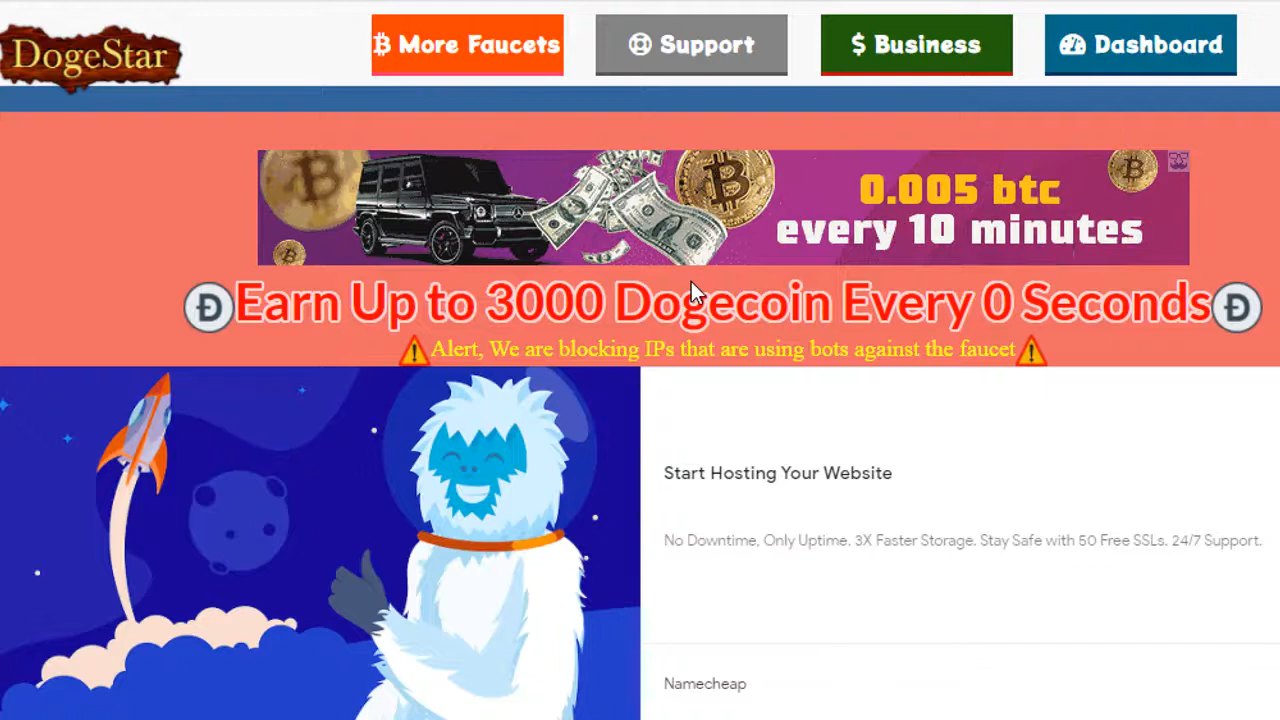 DogeStar
More Faucets
Support
$ Business
Dashboard
0.005 btc
every 10 minutes
Earn Up to 3000 Dogecoin Every 0 Seconds
Alert, We are blocking IPs that are using bots against the faucet
Start Hosting Your Website
No Downtime, Only Uptime. 3X Faster Storage. Stay Safe with 50 Free SSLs. 24/7 Support.
Namecheap